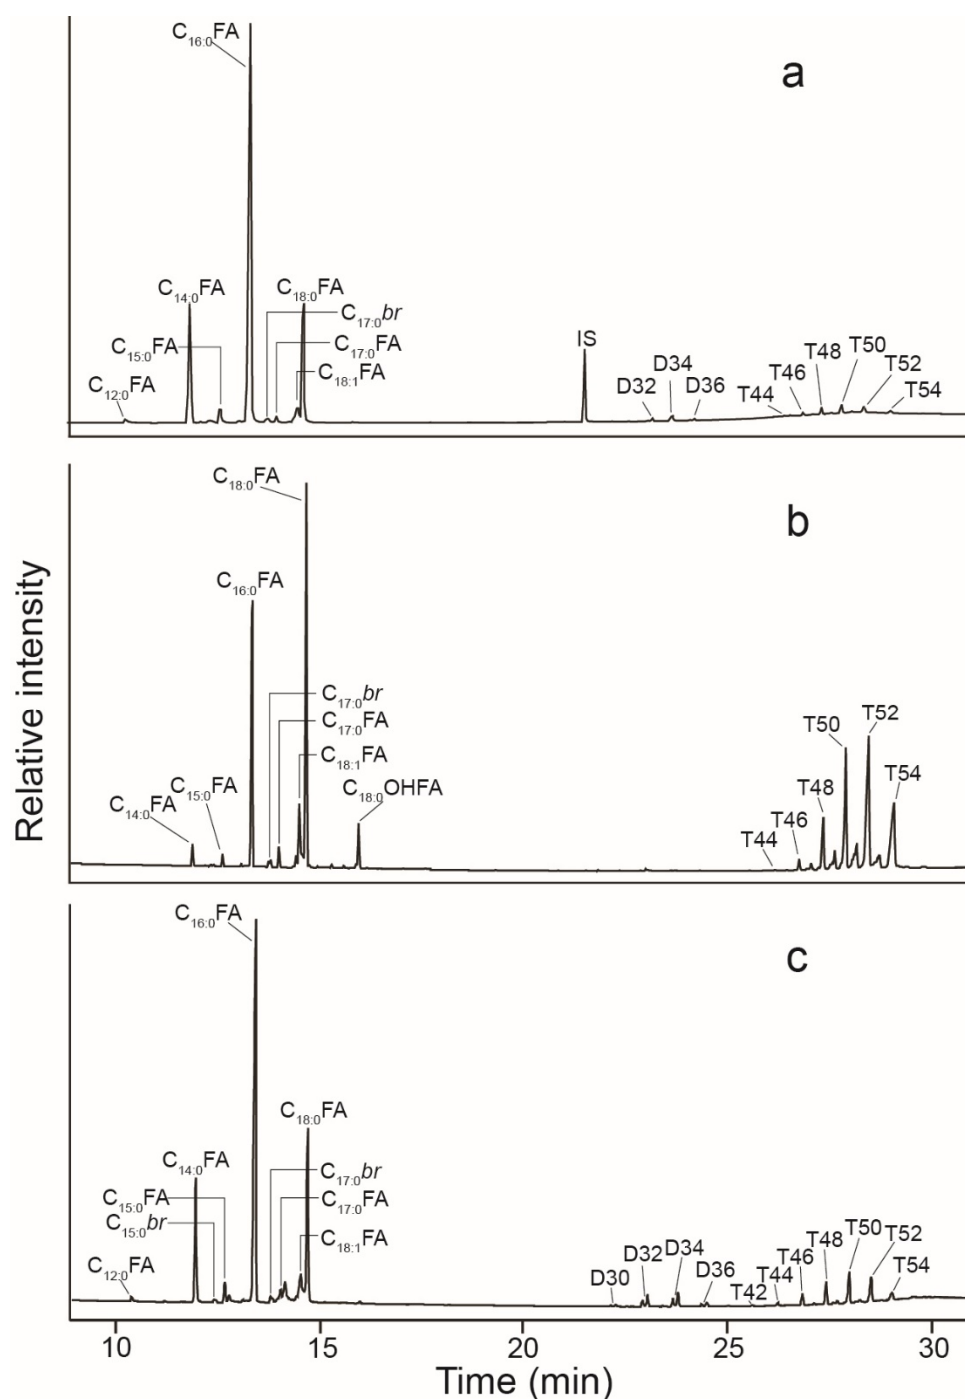 a
C16:0FA
C14:0FA
C18:0FA
C17:0br
C15:0FA
C17:0FA
C18:1FA
C12:0FA
IS
D32
D34
D36
T44
T46
T48
T50
T52
T54
b
C18:0FA
C16:0FA
C17:0br
C17:0FA
C18:1FA
C15:0FA
C14:0FA
C18:0OHFA
T44
T46
T48
T50
T52
T54
Relative intensity
c
C16:0FA
C18:0FA
C14:0FA
C17:0br
C15:0FA
C17:0FA
C15:0br
C18:1FA
C12:0FA
D30
D32
D34
D36
T42
T44
T46
T48
T50
T52
T54
10 15 20 25 30
Time (min)